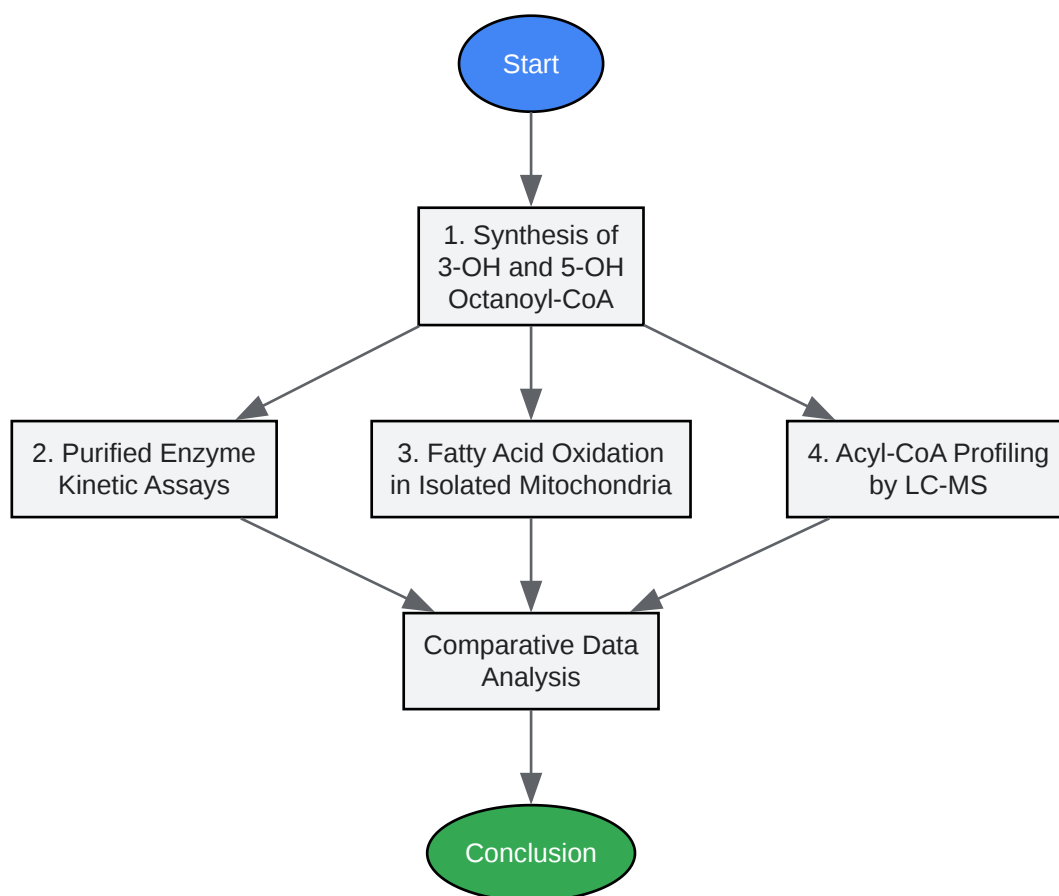 Start
1. Synthesis of
3-OH and 5-OH
Octanoyl-CoA
2. Purified Enzyme
Kinetic Assays
3. Fatty Acid Oxidation
in Isolated Mitochondria
4. Acyl-CoA Profiling
by LC-MS
Comparative Data
Analysis
Conclusion